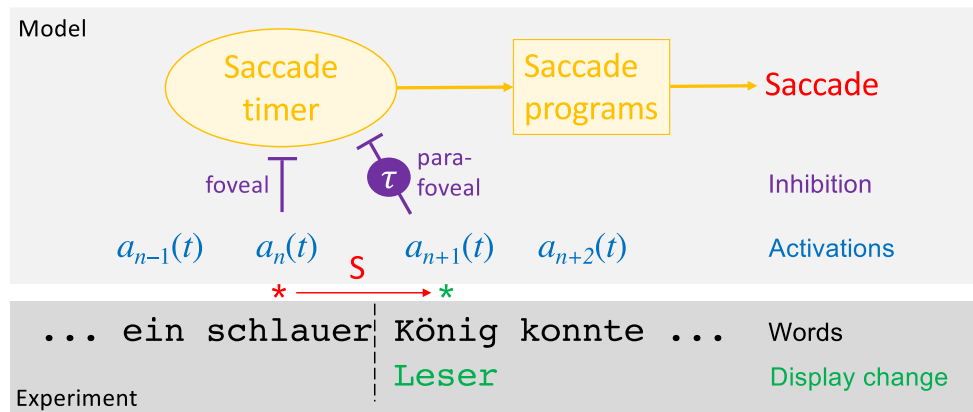 Model
Saccade
timer
Saccade
programs
Saccade
foveal
τ
para-
foveal
Inhibition
aₙ₋₁(t) aₙ(t) aₙ₊₁(t) aₙ₊₂(t) Activations
S
* *
... ein schlauer König konnte ... Words
Leser Display change
Experiment